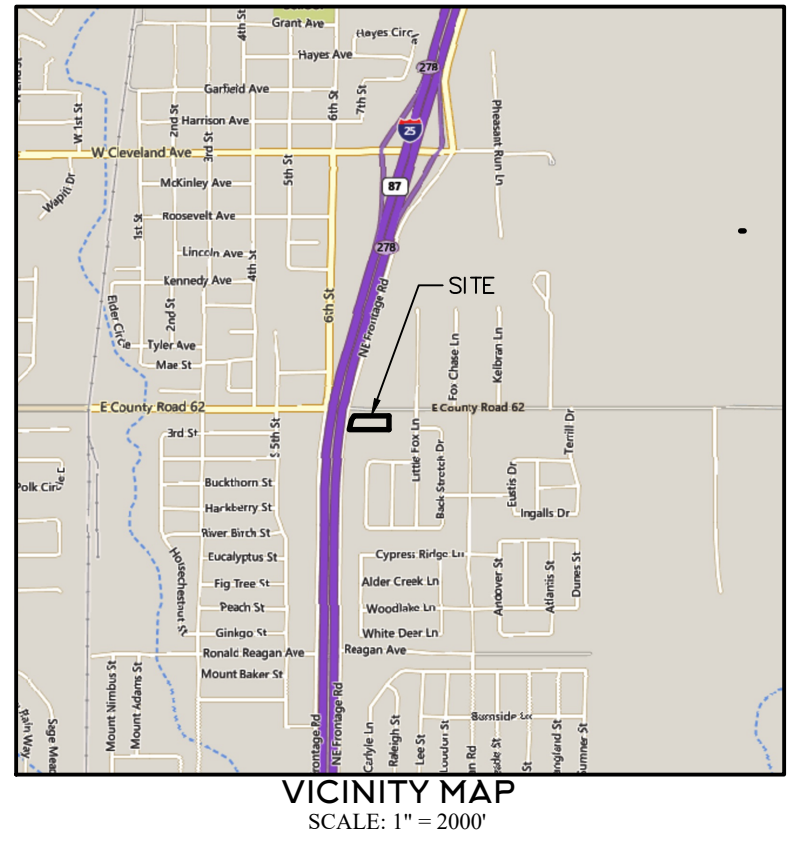 Grant Ave
4th St
Hayes Circle
Hayes Ave
278
Garfield Ave
6th St
7th St
W 1st St
2nd St
Harrison Ave
3rd St
25
Pheasant Run Ln
W Cleveland Ave
5th St
McKinley Ave
87
Wapiti Dr
Roosevelt Ave
1st St
278
Lincoln Ave
4th St
Kennedy Ave
SITE
Elder Circle
2nd St
6th St
NE Frontage Rd
Tyler Ave
Fox Chase Ln
Kelbran Ln
Mae St
E County Road 62
E County Road 62
3rd St
S 5th St
Little Fox Ln
Terrill Dr
Back Stretch Dr
Polk Circle
Buckthorn St
Eustis Dr
Hackberry St
Ingalls Dr
River Birch St
Horsechestnut St
Eucalyptus St
Cypress Ridge Ln
Andover St
Atlantis St
Dunes St
Fig Tree St
Alder Creek Ln
Peach St
Woodlake Ln
Ginkgo St
White Deer Ln
Ronald Reagan Ave
Reagan Ave
Mount Nimbus St
Mount Adams St
Mount Baker St
Rain Way
Sage Mead
rontage Rd
NE Frontage Rd
Carlyle Ln
Raleigh St
Lee St
Loudun St
Burnside Ln
an Rd
side St
St
angland St
Sumner St
VICINITY MAP
SCALE: 1" = 2000'